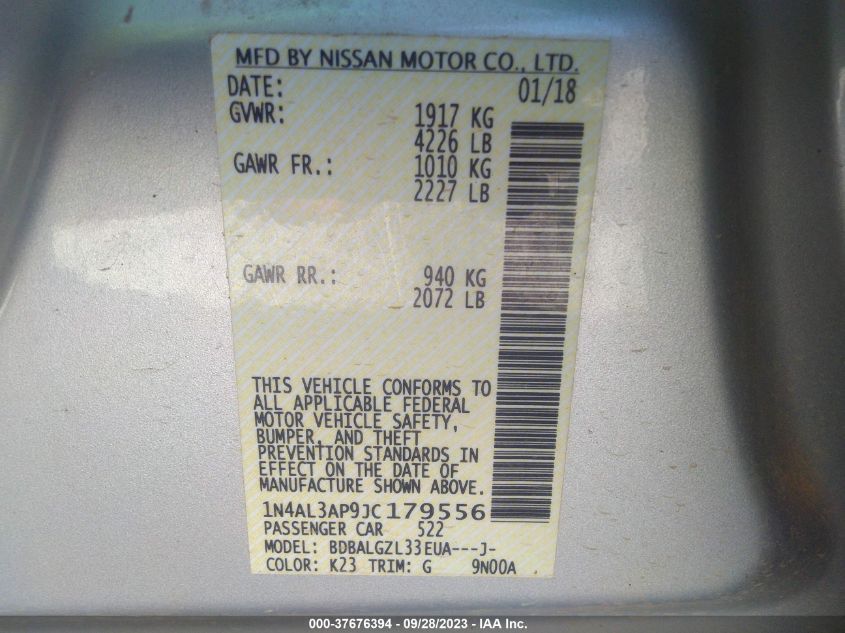 MFD BY NISSAN MOTOR CO., LTD.
DATE: 01/18
GVWR: 1917 KG
4226 LB
GAWR FR.: 1010 KG
2227 LB
GAWR RR.: 940 KG
2072 LB
THIS VEHICLE CONFORMS TO
ALL APPLICABLE FEDERAL
MOTOR VEHICLE SAFETY,
BUMPER, AND THEFT
PREVENTION STANDARDS IN
EFFECT ON THE DATE OF
MANUFACTURE SHOWN ABOVE.
1N4AL3AP9JC179556
PASSENGER CAR 522
MODEL: BDBALGZL33EUA---J-
COLOR: K23 TRIM: G 9N00A
000-37676394 - 09/28/2023 - IAA Inc.